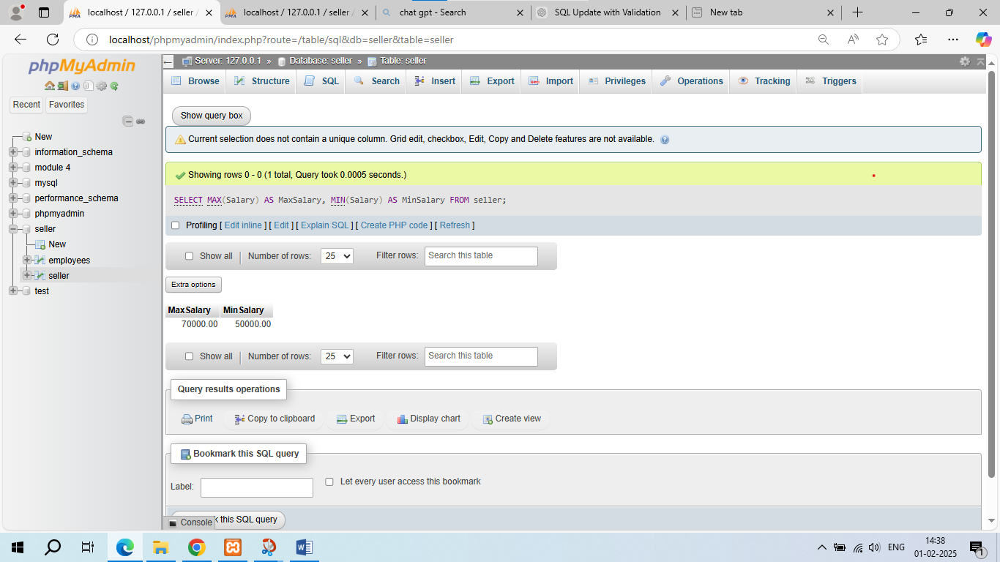 localhost / 127.0.0.1 / seller /
localhost / 127.0.0.1 / seller /
chat gpt - Search
SQL Update with Validation
New tab
localhost/phpmyadmin/index.php?route=/table/sql&db=seller&table=seller
phpMyAdmin
Recent
Favorites
New
information_schema
module 4
mysql
performance_schema
phpmyadmin
seller
New
employees
seller
test
Server: 127.0.0.1 » Database: seller » Table: seller
Browse Structure SQL Search Insert Export Import Privileges Operations Tracking Triggers
Show query box
Current selection does not contain a unique column. Grid edit, checkbox, Edit, Copy and Delete features are not available.
Showing rows 0 - 0 (1 total, Query took 0.0005 seconds.)
SELECT MAX(Salary) AS MaxSalary, MIN(Salary) AS MinSalary FROM seller;
Profiling [ Edit inline ] [ Edit ] [ Explain SQL ] [ Create PHP code ] [ Refresh ]
Show all | Number of rows: 25 Filter rows: Search this table
Extra options
MaxSalary MinSalary
70000.00 50000.00
Show all | Number of rows: 25 Filter rows: Search this table
Query results operations
Print Copy to clipboard Export Display chart Create view
Bookmark this SQL query
Label: Let every user access this bookmark
Console k this SQL query
ENG
14:38
01-02-2025
1